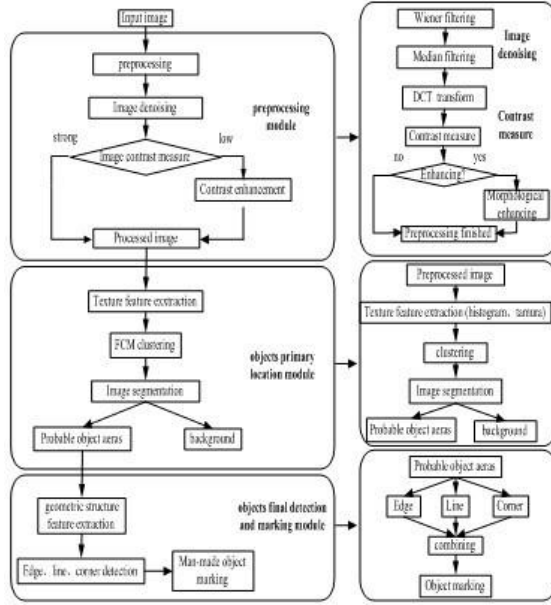 Input image
preprocessing
Image denoising
strong
low
Image contrast measure
Contrast enhancement
Processed image
preprocessing
module
Wiener filtering
Median filtering
Image
denoising
DCT transform
Contrast
measure
Contrast measure
no
yes
Enhancing?
Morphological
enhancing
Preprocessing finished
Texture feature exxtraction
FCM clustering
Image segmentation
Probable object aeras
background
objects primary
location module
Preprocessed image
Texture feature extraction (histogram、tamura)
clustering
Image segmentation
Probable object aeras
background
geometric structure
feature extraction
Edge、line、corner detection
Man-made object
marking
objects final detection
and marking module
Probable object aeras
Edge
Line
Corner
combining
Object marking